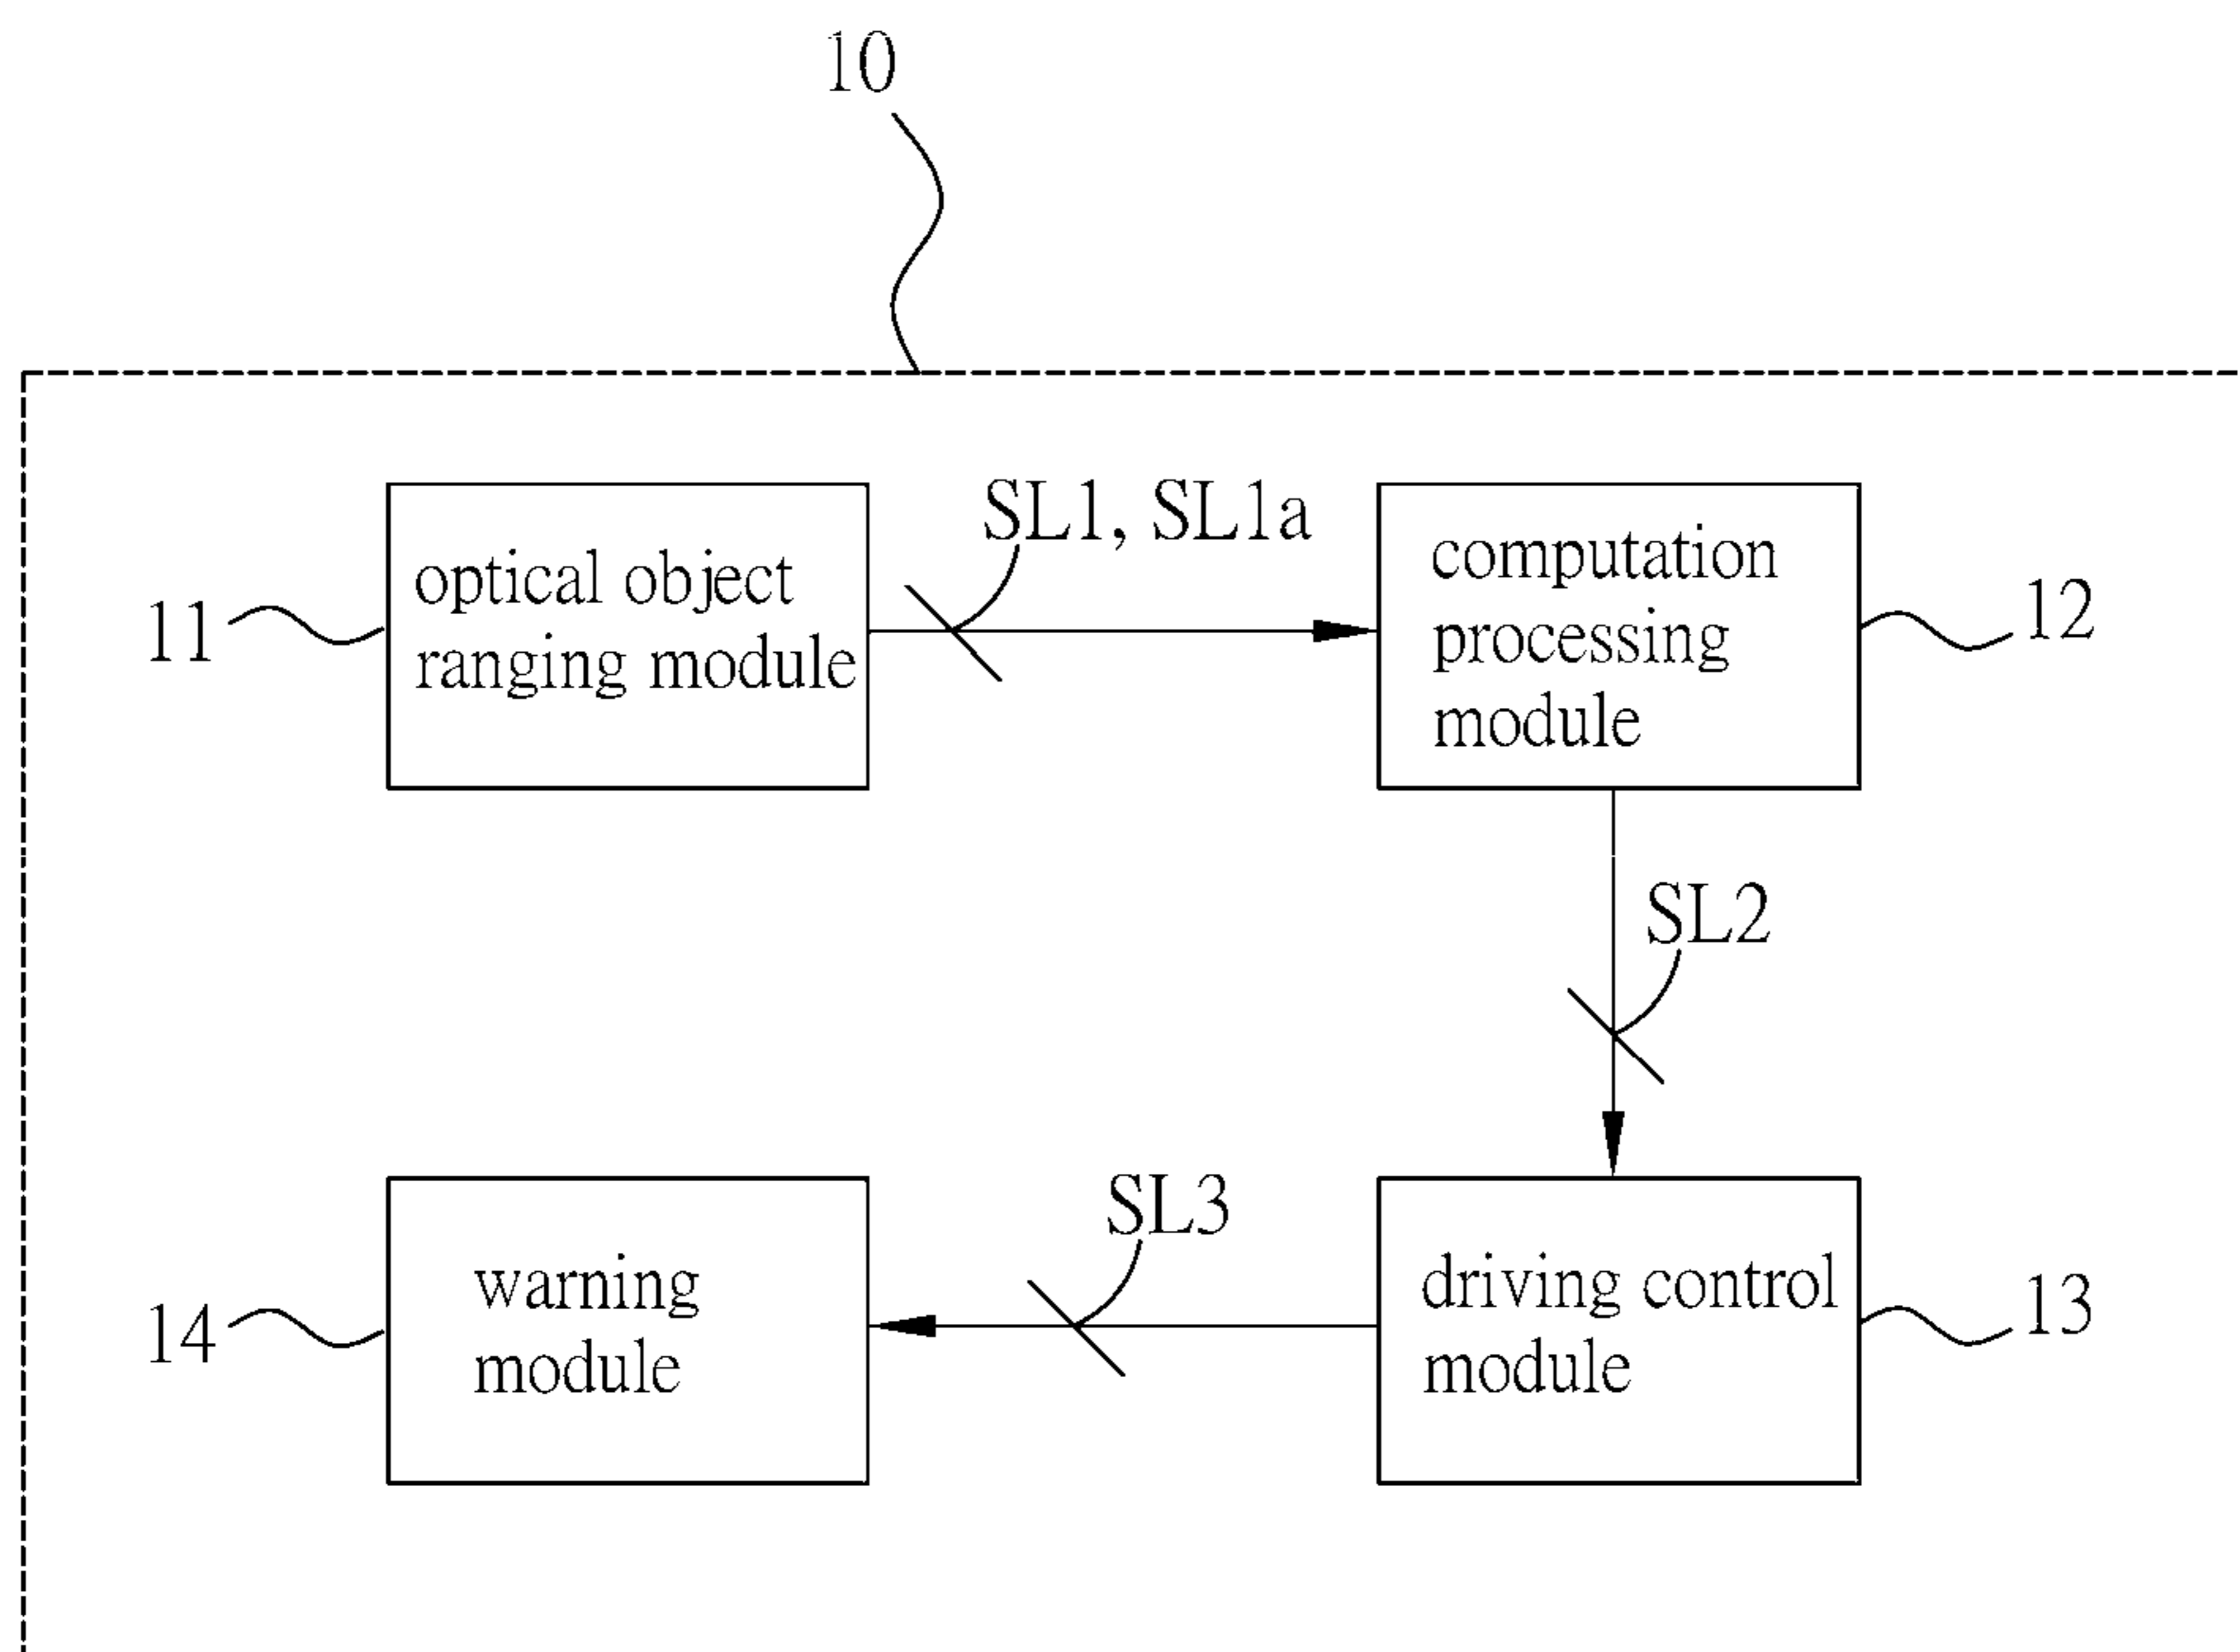 10
SL1, SL1a
optical object
ranging module
computation
processing
module
11
12
SL2
SL3
warning
module
driving control
module
14
13